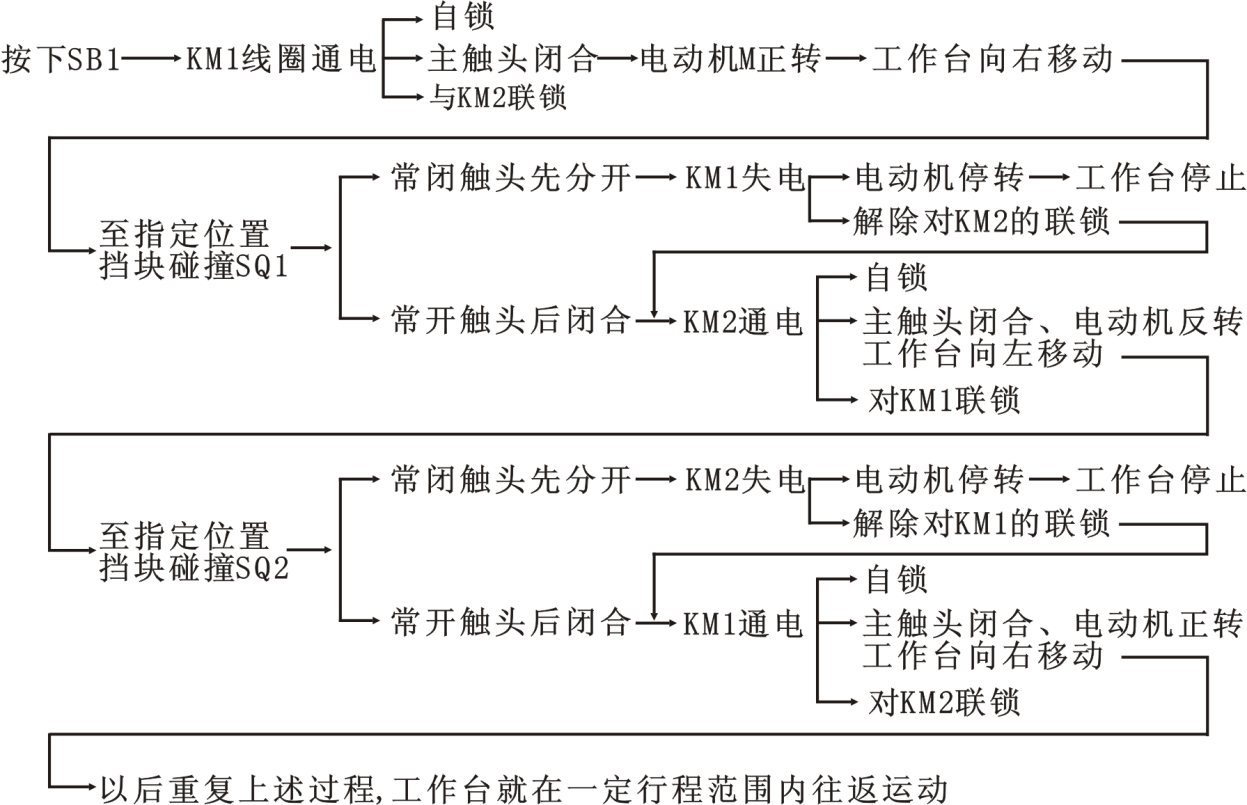 自锁
按下SB1
KM1线圈通电
主触头闭合
电动机M正转
工作台向右移动
与KM2联锁
常闭触头先分开
KM1失电
电动机停转
工作台停止
解除对KM2的联锁
至指定位置
挡块碰撞SQ1
自锁
常开触头后闭合
KM2通电
主触头闭合、电动机反转
工作台向左移动
对KM1联锁
常闭触头先分开
KM2失电
电动机停转
工作台停止
解除对KM1的联锁
至指定位置
挡块碰撞SQ2
自锁
常开触头后闭合
KM1通电
主触头闭合、电动机正转
工作台向右移动
对KM2联锁
以后重复上述过程,工作台就在一定行程范围内往返运动